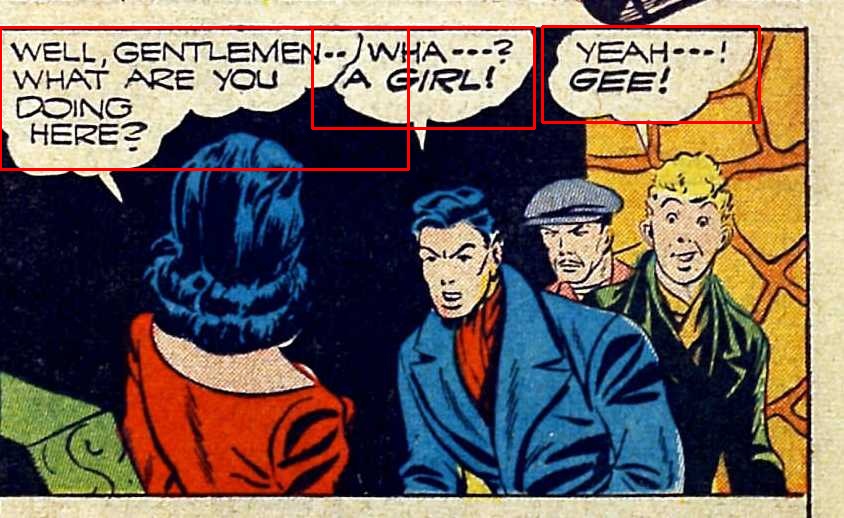 WELL, GENTLEMEN--
WHAT ARE YOU
DOING
HERE?
WHA---?
A GIRL!
YEAH---!
GEE!